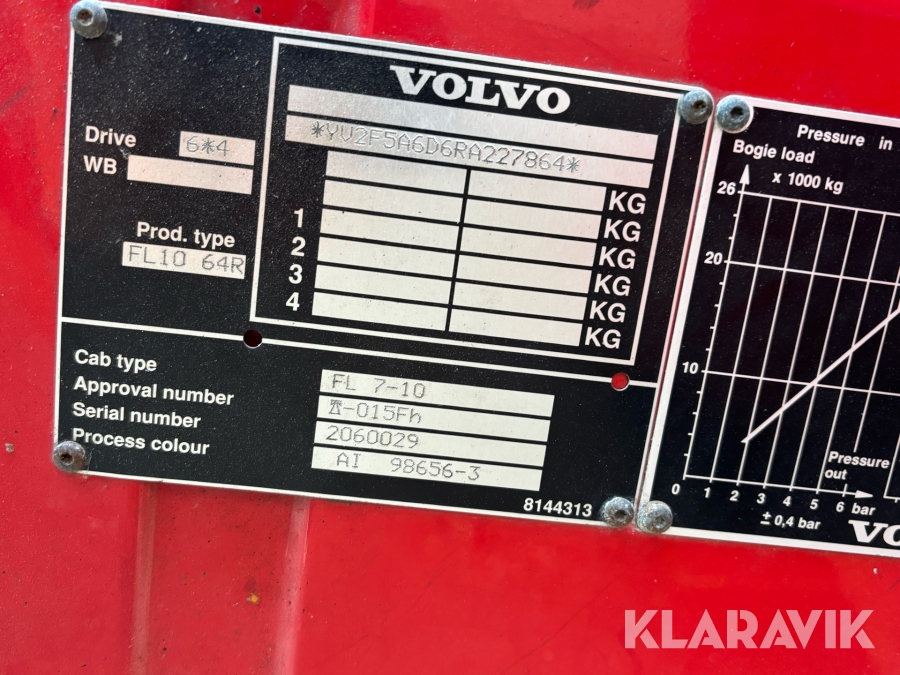 VOLVO
*YV2F5A6D6RA227864*
Drive 6*4
WB
KG
1 KG
2 KG
3 KG
4 KG
KG
Prod. type
FL10 64R
Cab type FL 7-10
Approval number -015Fh
Serial number 2060029
Process colour AI 98656-3
8144313
Pressure in
Bogie load
x 1000 kg
26
20
10
0 1 2 3 4 5 6 bar
Pressure
out
± 0,4 bar
KLARAVIK